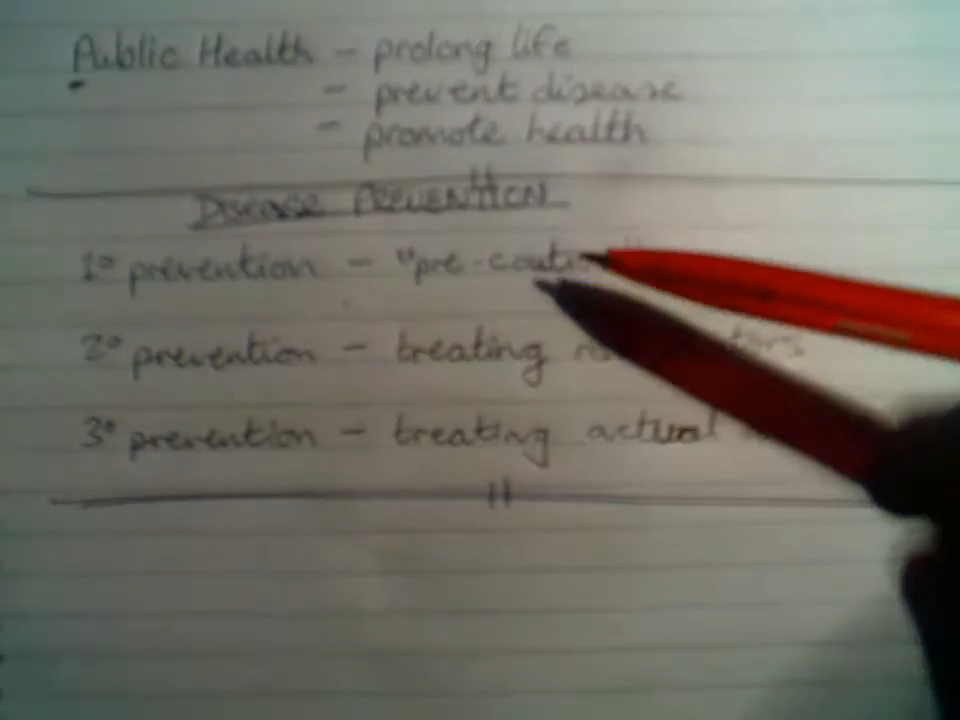 Public Health - prolong life
- prevent disease
- promote health
DISEASE PREVENTION
1° prevention - "pre-cautio
2° prevention - treating
3° prevention - treating actual